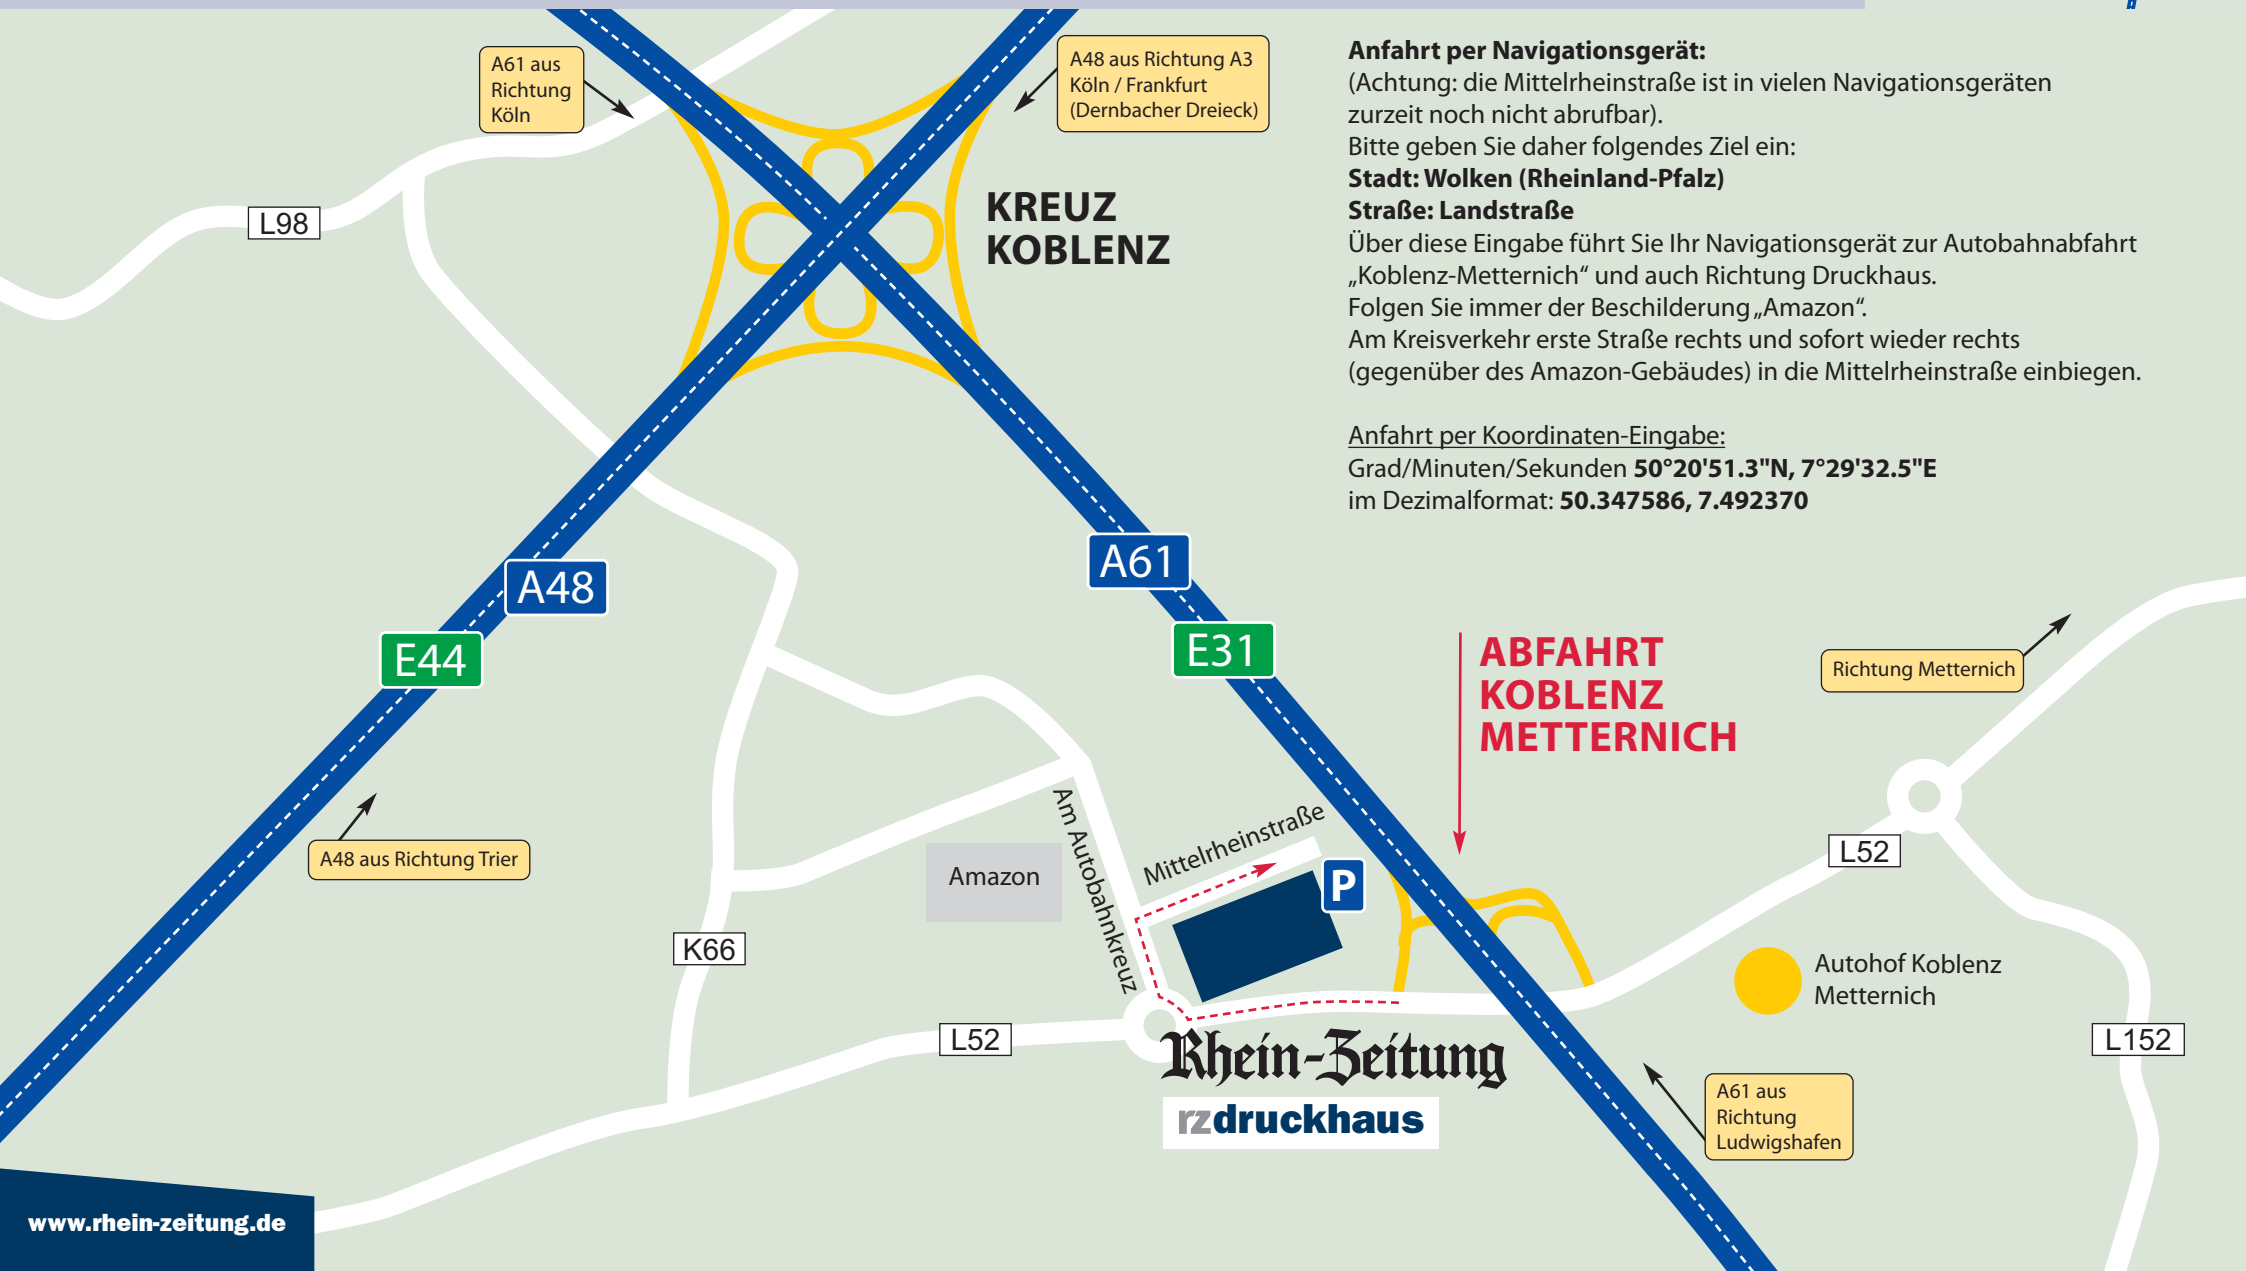 A61 aus
Richtung
Köln
A48 aus Richtung A3
Köln / Frankfurt
(Dernbacher Dreieck)
KREUZ
KOBLENZ
L98
Anfahrt per Navigationsgerät:
(Achtung: die Mittelrheinstraße ist in vielen Navigationsgeräten
zurzeit noch nicht abrufbar).
Bitte geben Sie daher folgendes Ziel ein:
Stadt: Wolken (Rheinland-Pfalz)
Straße: Landstraße
Über diese Eingabe führt Sie Ihr Navigationsgerät zur Autobahnabfahrt
„Koblenz-Metternich“ und auch Richtung Druckhaus.
Folgen Sie immer der Beschilderung „Amazon“.
Am Kreisverkehr erste Straße rechts und sofort wieder rechts
(gegenüber des Amazon-Gebäudes) in die Mittelrheinstraße einbiegen.
Anfahrt per Koordinaten-Eingabe:
Grad/Minuten/Sekunden 50°20'51.3"N, 7°29'32.5"E
im Dezimalformat: 50.347586, 7.492370
A48
E44
A61
E31
ABFAHRT
KOBLENZ
METTERNICH
Richtung Metternich
A48 aus Richtung Trier
Amazon
Am Autobahnkreuz
Mittelrheinstraße
P
L52
K66
L52
Autohof Koblenz
Metternich
L152
Rhein-Zeitung
rzdruckhaus
A61 aus
Richtung
Ludwigshafen
www.rhein-zeitung.de